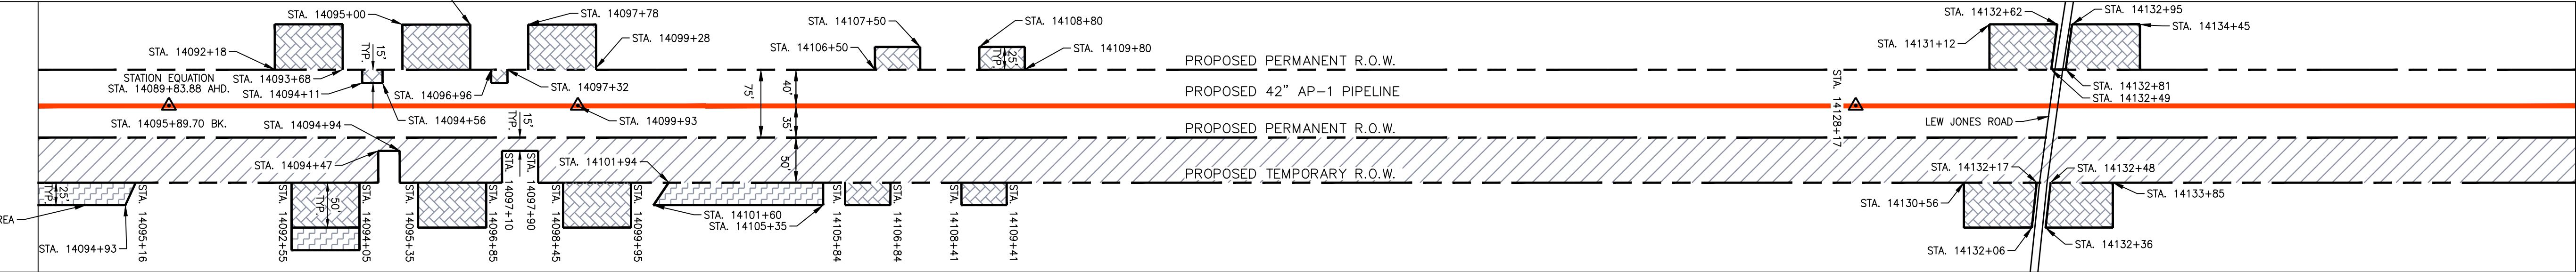 STA. 14095+00
STA. 14097+78
STA. 14107+50
STA. 14108+80
STA. 14132+62
STA. 14132+95
STA. 14134+45
STA. 14092+18
15'
TYP.
STA. 14099+28
STA. 14106+50
25'
TYP.
STA. 14109+80
STA. 14131+12
PROPOSED PERMANENT R.O.W.
STATION EQUATION
STA. 14089+83.88 AHD.
STA. 14093+68
STA. 14094+11
STA. 14096+96
STA. 14097+32
75'
40'
PROPOSED 42" AP-1 PIPELINE
STA. 14128+17
STA. 14132+81
STA. 14132+49
STA. 14095+89.70 BK.
STA. 14094+94
STA. 14094+56
15'
TYP.
STA. 14099+93
35'
PROPOSED PERMANENT R.O.W.
LEW JONES ROAD
STA. 14094+47
STA. 14097+10
STA. 14097+90
STA. 14101+94
50'
PROPOSED TEMPORARY R.O.W.
STA. 14132+17
STA. 14132+48
25'
TYP.
STA. 14095+16
STA. 14092+55
50'
TYP.
STA. 14094+05
STA. 14095+35
STA. 14096+85
STA. 14098+45
STA. 14099+95
STA. 14101+60
STA. 14105+35
STA. 14105+84
STA. 14106+84
STA. 14108+41
STA. 14109+41
STA. 14130+56
STA. 14133+85
REA
STA. 14094+93
STA. 14132+06
STA. 14132+36